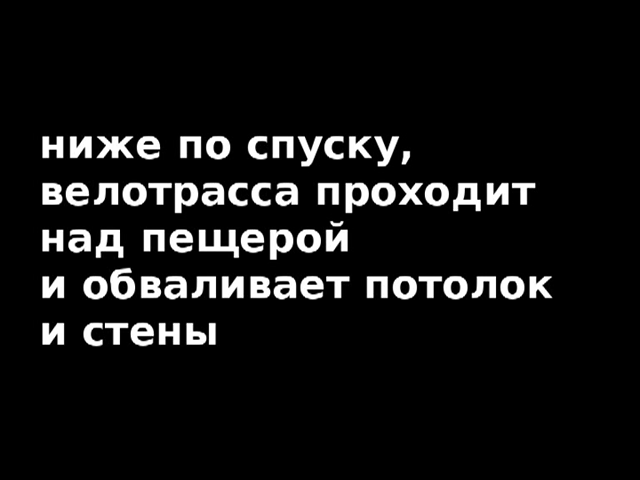 ниже по спуску,
велотрасса проходит
над пещерой
и обваливает потолок
и стены